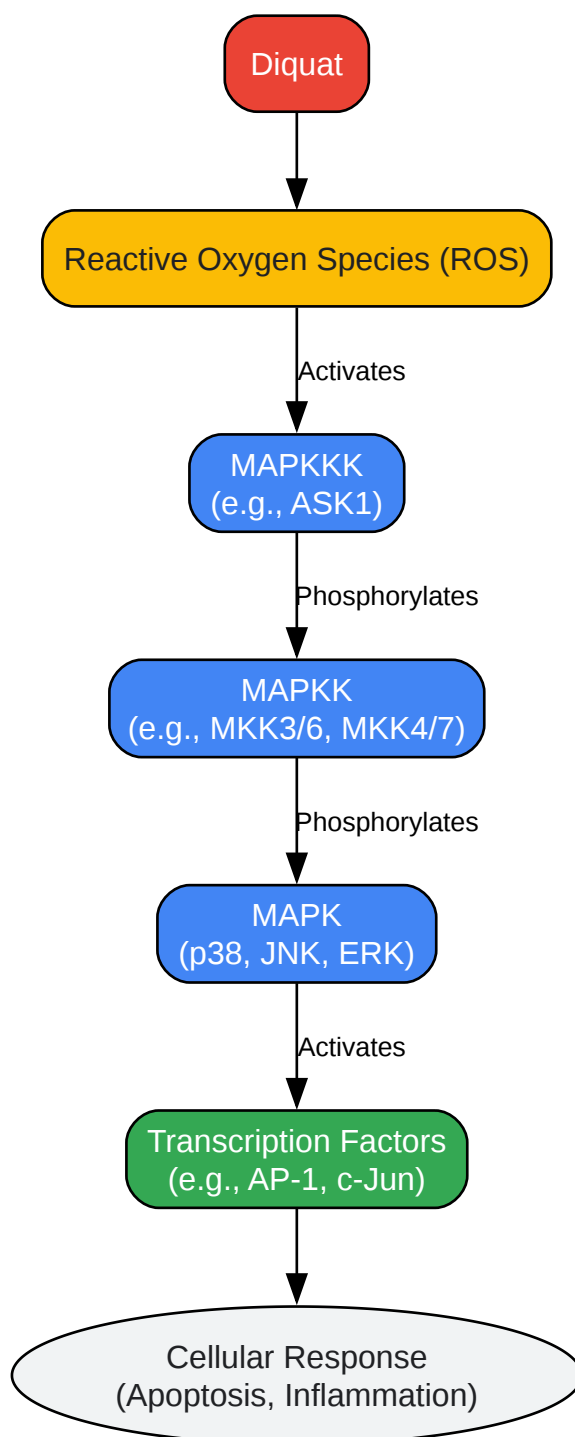 Diquat
Reactive Oxygen Species (ROS)
Activates
MAPKKK
(e.g., ASK1)
Phosphorylates
MAPKK
(e.g., MKK3/6, MKK4/7)
Phosphorylates
MAPK
(p38, JNK, ERK)
Activates
Transcription Factors
(e.g., AP-1, c-Jun)
Cellular Response
(Apoptosis, Inflammation)